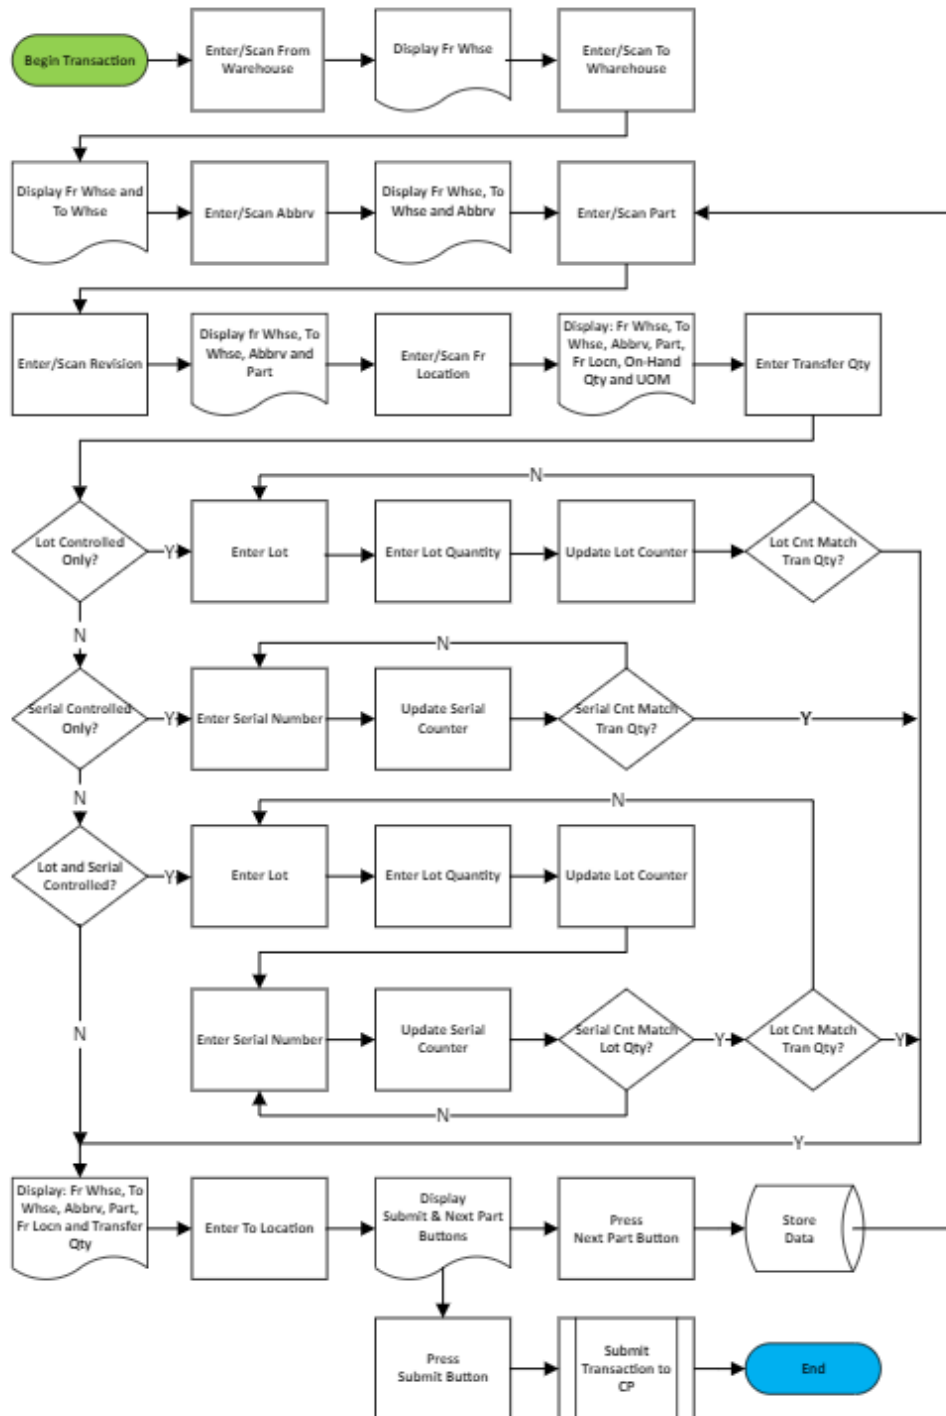 Begin Transaction
Enter/Scan From
Warehouse
Display Fr Whse
Enter/Scan To
Wharehouse
Display Fr Whse and
To Whse
Enter/Scan Abbrv
Display Fr Whse, To
Whse and Abbrv
Enter/Scan Part
Enter/Scan Revision
Display fr Whse, To
Whse, Abbrv and
Part
Enter/Scan Fr
Location
Display: Fr Whse, To
Whse, Abbrv, Part,
Fr Locn, On-Hand
Qty and UOM
Enter Transfer Qty
N
Lot Controlled
Only?
Y
Enter Lot
Enter Lot Quantity
Update Lot Counter
Lot Cnt Match
Tran Qty?
N
N
Serial Controlled
Only?
Y
Enter Serial Number
Update Serial
Counter
Serial Cnt Match
Tran Qty?
Y
N
N
Lot and Serial
Controlled?
Y
Enter Lot
Enter Lot Quantity
Update Lot Counter
N
Enter Serial Number
Update Serial
Counter
Serial Cnt Match
Lot Qty?
Y
Lot Cnt Match
Tran Qty?
Y
N
Y
Display: Fr Whse, To
Whse, Abbrv, Part,
Fr Locn and Transfer
Qty
Enter To Location
Display
Submit & Next Part
Buttons
Press
Next Part Button
Store
Data
Press
Submit Button
Submit
Transaction to
CP
End